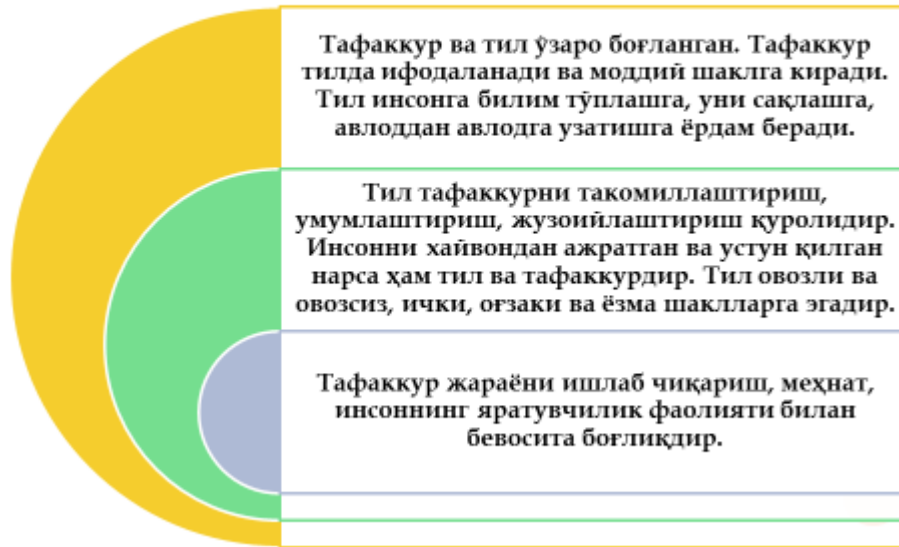 Тафаккур ва тил ўзаро боғланган. Тафаккур
тилда ифодаланади ва моддий шаклга киради.
Тил инсонга билим тўплашга, уни сақлашга,
авлоддан авлодга узатишга ёрдам беради.
Тил тафаккурни такомиллаштириш,
умумлаштириш, жузоийлаштириш қуролидир.
Инсонни хайвондан ажратган ва устун қилган
нарса ҳам тил ва тафаккурдир. Тил овозли ва
овозсиз, ички, оғзаки ва ёзма шаклларга эгадир.
Тафаккур жараёни ишлаб чиқариш, меҳнат,
инсоннинг яратувчилик фаолияти билан
бевосита боғлиқдир.